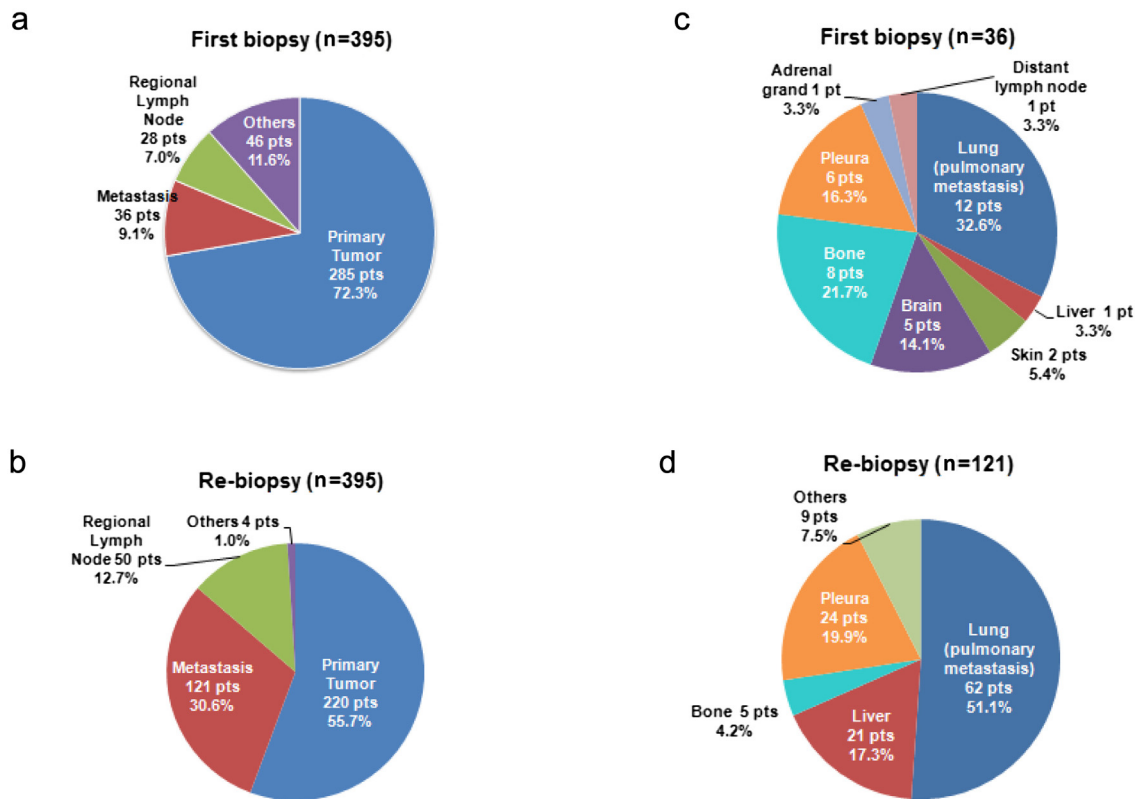 a
First biopsy (n=395)
Regional
Lymph
Node
28 pts
7.0%
Others
46 pts
11.6%
Metastasis
36 pts
9.1%
Primary
Tumor
285 pts
72.3%
b
Re-biopsy (n=395)
Regional
Lymph
Node 50 pts
12.7%
Others 4 pts
1.0%
Metastasis
121 pts
30.6%
Primary
Tumor
220 pts
55.7%
c
First biopsy (n=36)
Adrenal
grand 1 pt
3.3%
Distant
lymph node
1 pt
3.3%
Lung
(pulmonary
metastasis)
12 pts
32.6%
Pleura
6 pts
16.3%
Bone
8 pts
21.7%
Brain
5 pts
14.1%
Liver 1 pt
3.3%
Skin 2 pts
5.4%
d
Re-biopsy (n=121)
Others
9 pts
7.5%
Pleura
24 pts
19.9%
Lung
(pulmonary
metastasis)
62 pts
51.1%
Bone 5 pts
4.2%
Liver
21 pts
17.3%